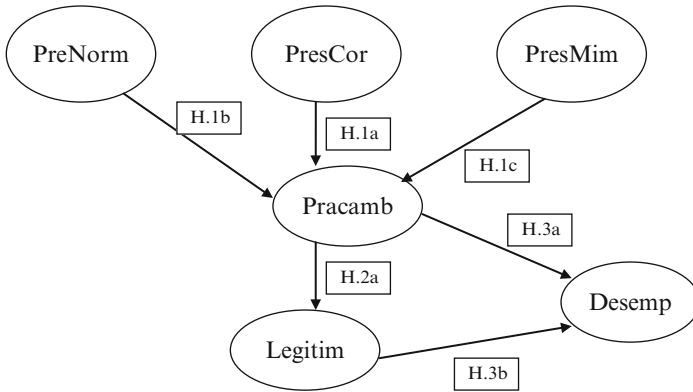 PreNorm
PresCor
PresMim
H.1b
H.1a
H.1c
Pracamb
H.3a
H.2a
Desemp
Legitim
H.3b